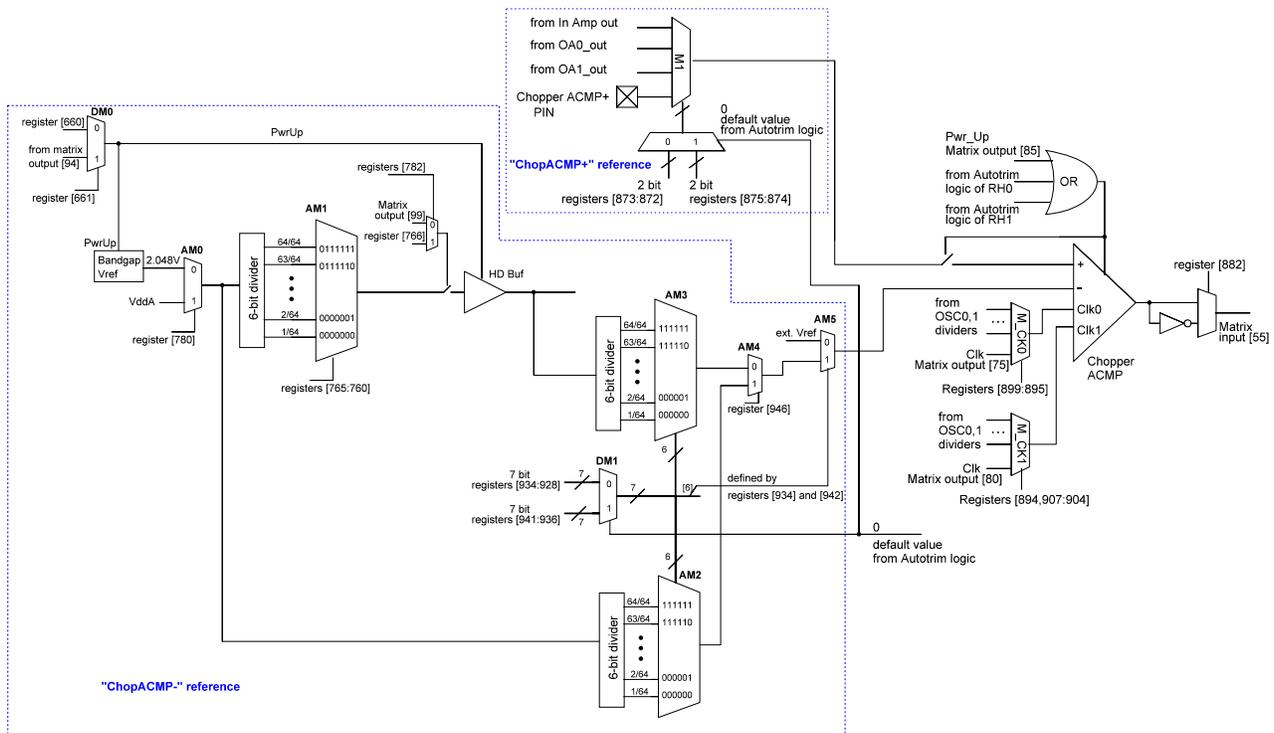 from In Amp out
from OA0_out
from OA1_out
Chopper ACMP+
PIN
M1
0
default value
from Autotrim logic
0 1
"ChopACMP+" reference
2 bit
registers [873:872]
2 bit
registers [875:874]
DM0
register [660]
0
from matrix
output [94]
1
register [661]
PwrUp
PwrUp
Bandgap
Vref
2.048V
AM0
0
VddA
1
register [780]
6-bit divider
AM1
64/64
0111111
63/64
0111110
2/64
0000001
1/64
0000000
registers [765:760]
registers [782]
Matrix
output [99]
0
register [766]
1
HD Buf
6-bit divider
AM3
64/64
111111
63/64
111110
2/64
000001
1/64
000000
AM4
0
1
register [946]
AM5
ext. Vref
0
1
6
DM1
7 bit
registers [934:928]
7
0
7 bit
registers [941:936]
7
1
7
[6]
defined by
registers [934] and [942]
0
default value
from Autotrim logic
6
AM2
6-bit divider
64/64
111111
63/64
111110
2/64
000001
1/64
000000
"ChopACMP-" reference
Pwr_Up
Matrix output [85]
from Autotrim
logic of RH0
from Autotrim
logic of RH1
OR
+
-
Clk0
Clk1
Chopper
ACMP
from
OSC0,1
dividers
...
Clk
Matrix output [75]
M_CK0
Registers [899:895]
from
OSC0,1
dividers
...
Clk
Matrix output [80]
M_CK1
Registers [894,907:904]
register [882]
Matrix
input [55]